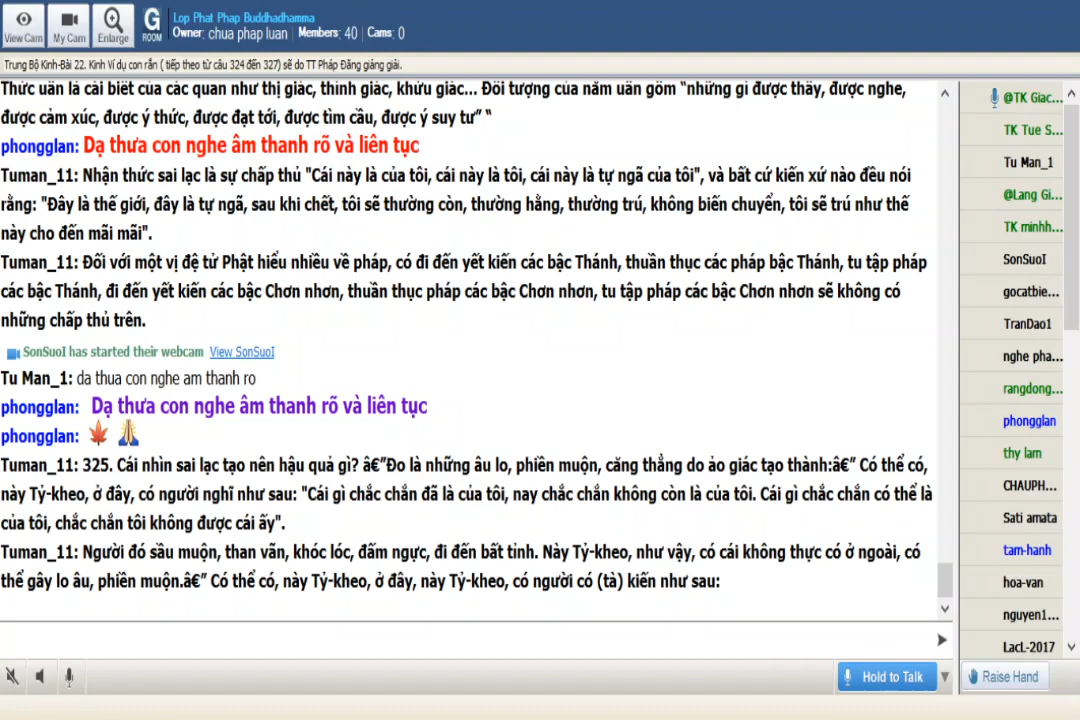 Lop Phat Phap Buddhadhamma
Owner: chua phap luan | Members: 40 | Cams: 0
View Cam
My Cam
Enlarge
G
ROOM
Trung Bộ Kinh-Bài 22. Kinh Ví dụ con rắn ( tiếp theo từ câu 324 đến 327) sẽ do TT Pháp Đăng giảng giải.
Thức uẩn là cái biết của các quan như thị giác, thính giác, khứu giác... Đối tượng của năm uẩn gồm "những gì được thấy, được nghe,
được cảm xúc, được ý thức, được đạt tới, được tìm cầu, được ý suy tư" "
phongglan: Dạ thưa con nghe âm thanh rõ và liên tục
Tuman_11: Nhận thức sai lạc là sự chấp thủ "Cái này là của tôi, cái này là tôi, cái này là tự ngã của tôi", và bất cứ kiến xứ nào đều nói
rằng: "Đây là thế giới, đây là tự ngã, sau khi chết, tôi sẽ thường còn, thường hằng, thường trú, không biến chuyển, tôi sẽ trú như thế
này cho đến mãi mãi".
Tuman_11: Đối với một vị đệ tử Phật hiểu nhiều về pháp, có đi đến yết kiến các bậc Thánh, thuần thục các pháp bậc Thánh, tu tập pháp
các bậc Thánh, đi đến yết kiến các bậc Chơn nhơn, thuần thục pháp các bậc Chơn nhơn, tu tập pháp các bậc Chơn nhơn sẽ không có
những chấp thủ trên.
SonSuoI has started their webcam View SonSuoI
Tu Man_1: da thua con nghe am thanh ro
phongglan: Dạ thưa con nghe âm thanh rõ và liên tục
phongglan:
Tuman_11: 325. Cái nhìn sai lạc tạo nên hậu quả gì? â€"Đo là những âu lo, phiền muộn, căng thẳng do ảo giác tạo thành:â€" Có thể có,
này Tỷ-kheo, ở đây, có người nghĩ như sau: "Cái gì chắc chắn đã là của tôi, nay chắc chắn không còn là của tôi. Cái gì chắc chắn có thể là
của tôi, chắc chắn tôi không được cái ấy".
Tuman_11: Người đó sầu muộn, than vãn, khóc lóc, đấm ngực, đi đến bất tỉnh. Này Tỷ-kheo, như vậy, có cái không thực có ở ngoài, có
thể gây lo âu, phiền muộn.â€" Có thể có, này Tỷ-kheo, ở đây, này Tỷ-kheo, có người có (tà) kiến như sau:
@TK Giac...
TK Tue S...
Tu Man_1
@Lang Gi...
TK minhh...
SonSuoI
gocatbie...
TranDao1
nghe pha...
rangdong...
phongglan
thy lam
CHAUPH...
Sati amata
tam-hanh
hoa-van
nguyen1...
LacL-2017
Hold to Talk
Raise Hand